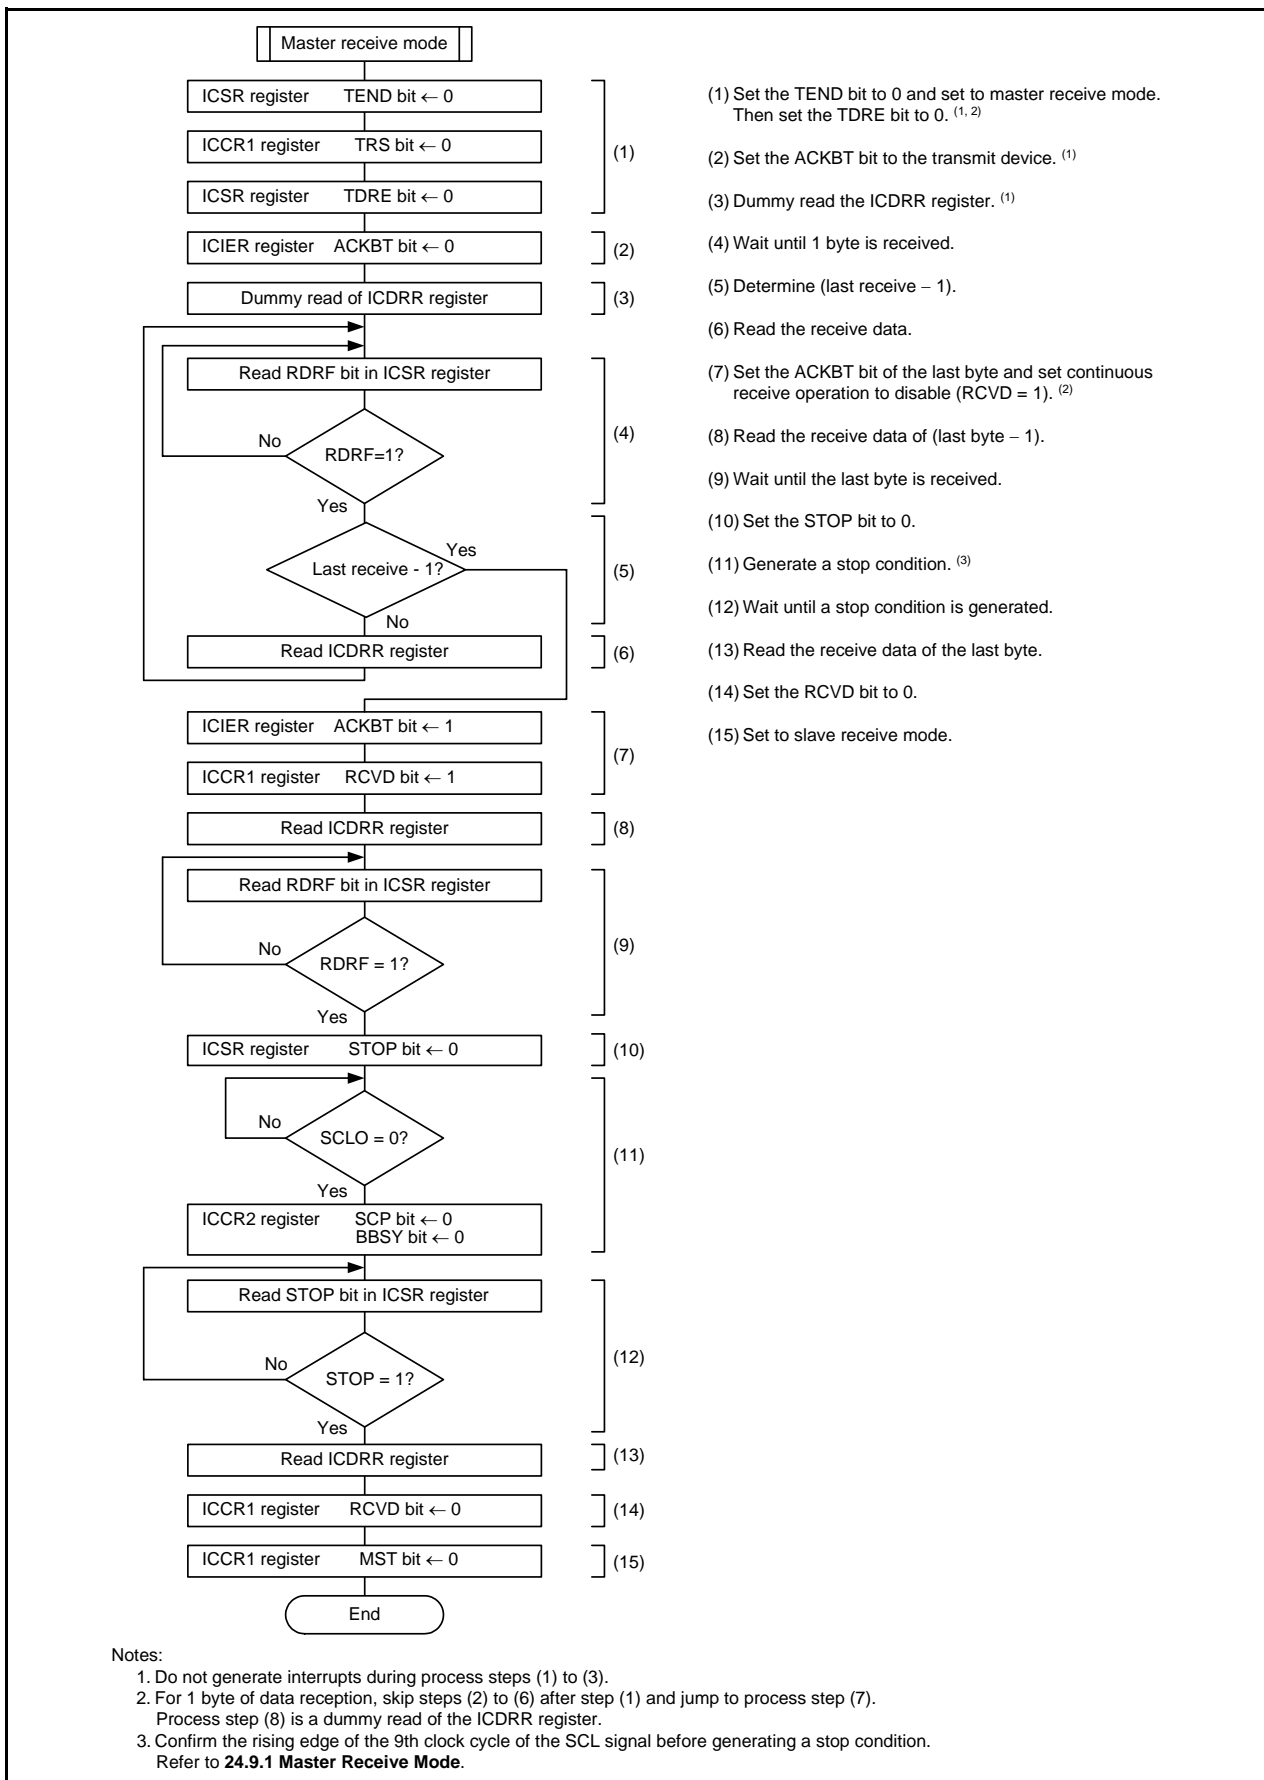 Master receive mode
ICSR register TEND bit ← 0
ICCR1 register TRS bit ← 0
ICSR register TDRE bit ← 0
(1)
ICIER register ACKBT bit ← 0
(2)
Dummy read of ICDRR register
(3)
Read RDRF bit in ICSR register
No
RDRF=1?
Yes
(4)
Last receive - 1?
Yes
No
(5)
Read ICDRR register
(6)
ICIER register ACKBT bit ← 1
ICCR1 register RCVD bit ← 1
(7)
Read ICDRR register
(8)
Read RDRF bit in ICSR register
No
RDRF = 1?
Yes
(9)
ICSR register STOP bit ← 0
(10)
No
SCLO = 0?
Yes
ICCR2 register SCP bit ← 0
BBSY bit ← 0
(11)
Read STOP bit in ICSR register
No
STOP = 1?
Yes
(12)
Read ICDRR register
(13)
ICCR1 register RCVD bit ← 0
(14)
ICCR1 register MST bit ← 0
(15)
End
(1) Set the TEND bit to 0 and set to master receive mode.
Then set the TDRE bit to 0. (1, 2)
(2) Set the ACKBT bit to the transmit device. (1)
(3) Dummy read the ICDRR register. (1)
(4) Wait until 1 byte is received.
(5) Determine (last receive – 1).
(6) Read the receive data.
(7) Set the ACKBT bit of the last byte and set continuous
receive operation to disable (RCVD = 1). (2)
(8) Read the receive data of (last byte – 1).
(9) Wait until the last byte is received.
(10) Set the STOP bit to 0.
(11) Generate a stop condition. (3)
(12) Wait until a stop condition is generated.
(13) Read the receive data of the last byte.
(14) Set the RCVD bit to 0.
(15) Set to slave receive mode.
Notes:
1. Do not generate interrupts during process steps (1) to (3).
2. For 1 byte of data reception, skip steps (2) to (6) after step (1) and jump to process step (7).
Process step (8) is a dummy read of the ICDRR register.
3. Confirm the rising edge of the 9th clock cycle of the SCL signal before generating a stop condition.
Refer to 24.9.1 Master Receive Mode.